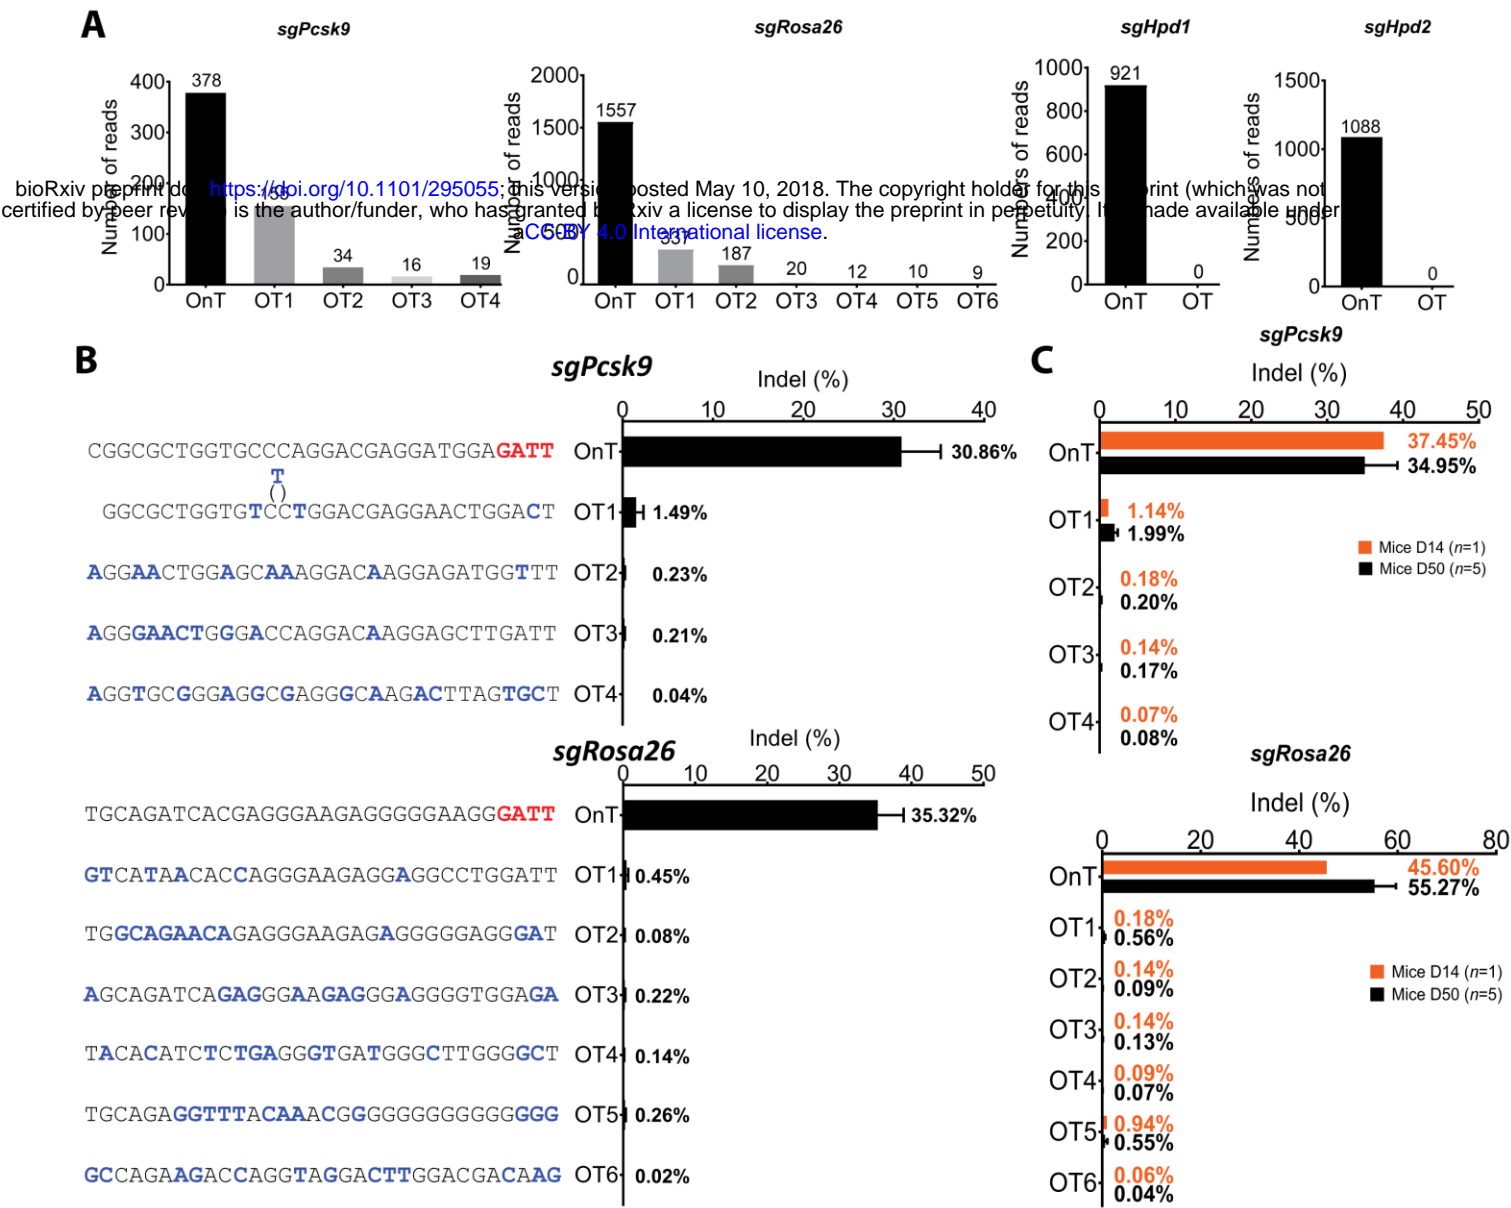 A
sgPcsk9
sgRosa26
sgHpd1
sgHpd2
Number of reads
400
300
200
100
0
378
34
16
19
OnT OT1 OT2 OT3 OT4
Number of reads
2000
1500
1000
500
0
1557
337
187
20
12
10
9
OnT OT1 OT2 OT3 OT4 OT5 OT6
Numbers of reads
1000
800
600
400
200
0
921
0
OnT OT
Number of reads
1500
1000
500
0
1088
0
OnT OT
bioRxiv preprint doi: https://doi.org/10.1101/295055; this version posted May 10, 2018. The copyright holder for this preprint (which was not
certified by peer review) is the author/funder, who has granted bioRxiv a license to display the preprint in perpetuity. It is made available under
aCC-BY 4.0 International license.
B
sgPcsk9
Indel (%)
0 10 20 30 40
CGGCGCTGGTGCCCAGGACGAGGATGGAGATT OnT 30.86%
T
()
GGCGCTGGTGTCCTGGACGAGGAACTGGACT OT1 1.49%
AGGAACTGGAGCAAAGGACAAGGAGATGGTTT OT2 0.23%
AGGGAACTGGGACCAGGACAAGGAGCTTGATT OT3 0.21%
AGGTGCGGGAGGCGAGGGCAAGACTTAGTGCT OT4 0.04%
sgRosa26
Indel (%)
0 10 20 30 40 50
TGCAGATCACGAGGGAAGAGGGGGAAGGGATT OnT 35.32%
GTCATAACACCAGGGAAGAGGAGGCCTGGATT OT1 0.45%
TGGCAGAACAGAGGGAAGAGAGGGGGAGGGAT OT2 0.08%
AGCAGATCAGAGGGAAGAGGGAGGGGTGGAGA OT3 0.22%
TACACATCTCTGAGGGTGATGGGCTTGGGGCT OT4 0.14%
TGCAGAGGTTTACAAACGGGGGGGGGGGGGGG OT5 0.26%
GCCAGAAGACCAGGTAGGACTTGGACGACAAG OT6 0.02%
C
sgPcsk9
Indel (%)
0 10 20 30 40 50
OnT 37.45%
34.95%
OT1 1.14%
1.99%
OT2 0.18%
0.20%
OT3 0.14%
0.17%
OT4 0.07%
0.08%
Mice D14 (n=1)
Mice D50 (n=5)
sgRosa26
Indel (%)
0 20 40 60 80
OnT 45.60%
55.27%
OT1 0.18%
0.56%
OT2 0.14%
0.09%
OT3 0.14%
0.13%
OT4 0.09%
0.07%
OT5 0.94%
0.55%
OT6 0.06%
0.04%
Mice D14 (n=1)
Mice D50 (n=5)